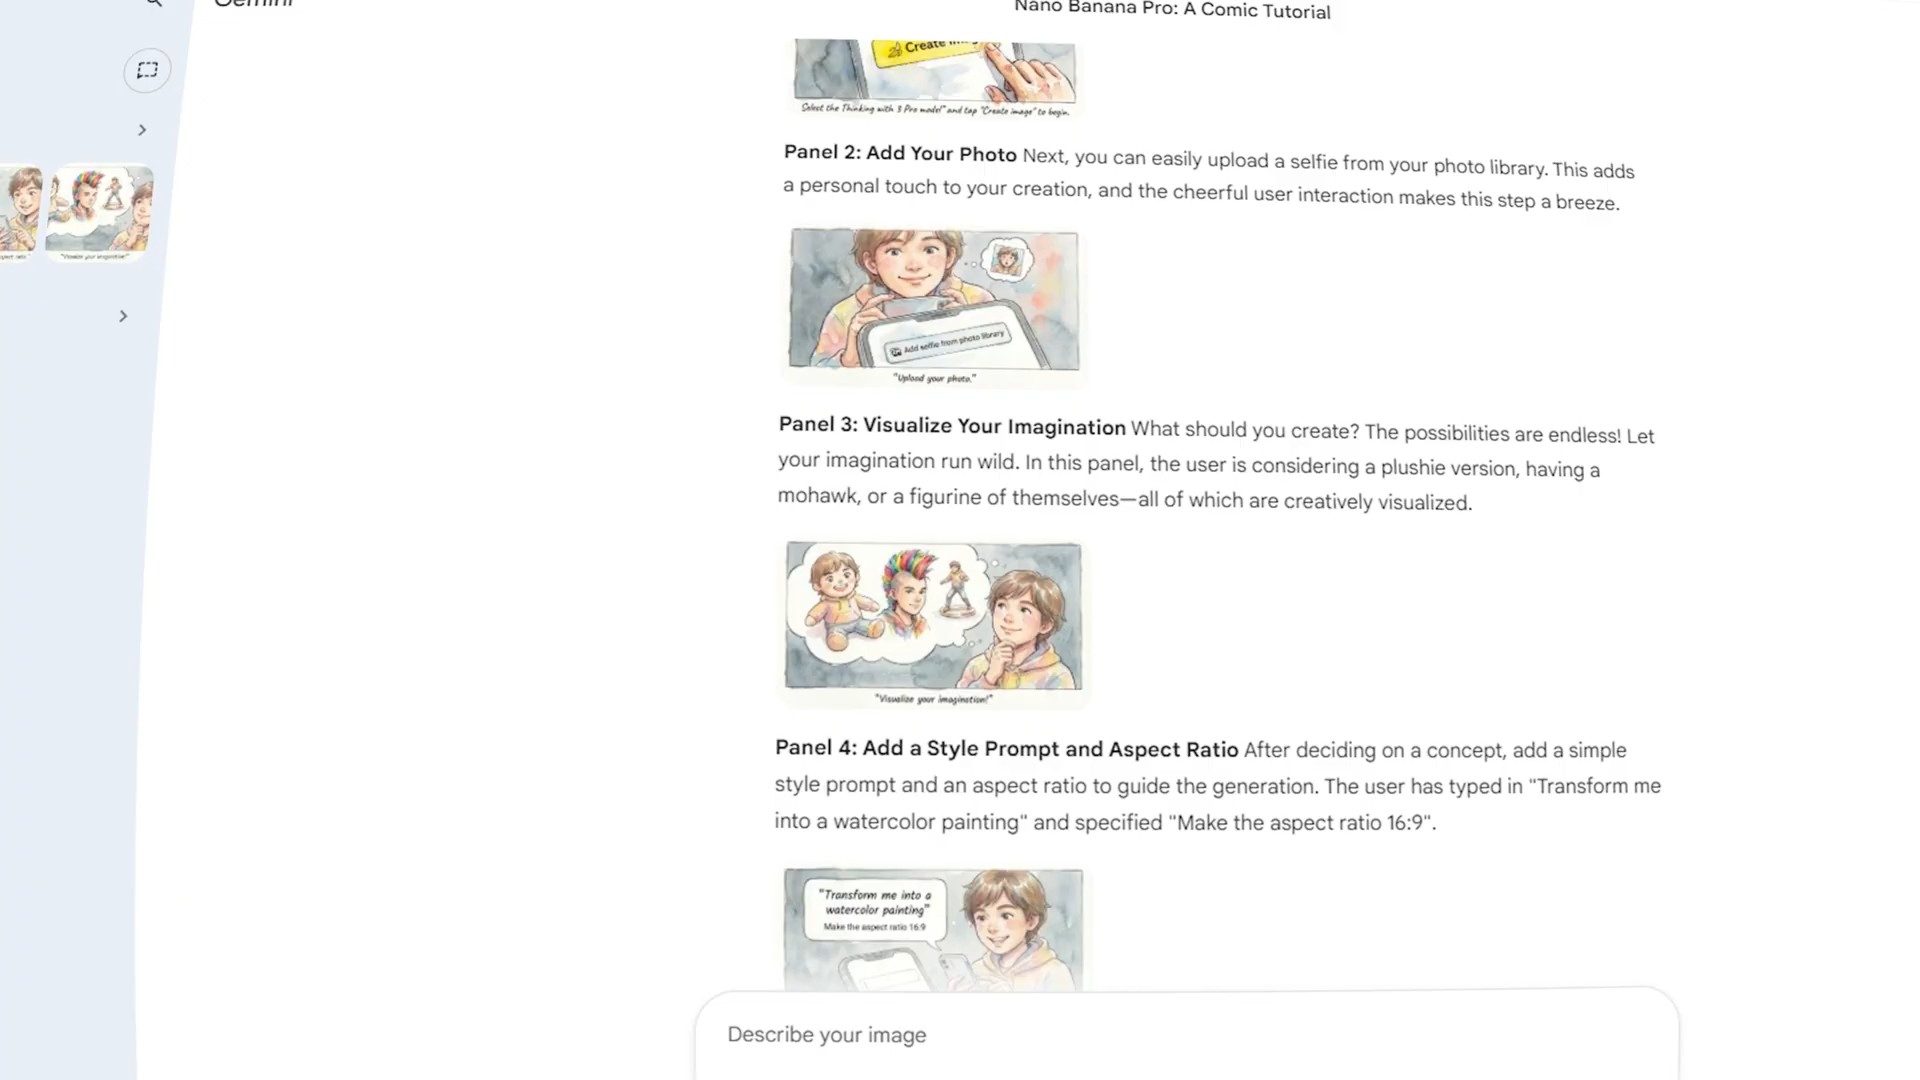 Gemini
Nano Banana Pro: A Comic Tutorial
Select the Thinking with 3 Pro model" and tap "Create image" to begin.
Panel 2: Add Your Photo Next, you can easily upload a selfie from your photo library. This adds
a personal touch to your creation, and the cheerful user interaction makes this step a breeze.
Add selfie from photo library
"Upload your photo."
Panel 3: Visualize Your Imagination What should you create? The possibilities are endless! Let
your imagination run wild. In this panel, the user is considering a plushie version, having a
mohawk, or a figurine of themselves—all of which are creatively visualized.
"Visualize your imagination!"
"Visualize your imagination!"
Panel 4: Add a Style Prompt and Aspect Ratio After deciding on a concept, add a simple
style prompt and an aspect ratio to guide the generation. The user has typed in "Transform me
into a watercolor painting" and specified "Make the aspect ratio 16:9".
"Transform me into a
watercolor painting"
Make the aspect ratio 16:9
Describe your image